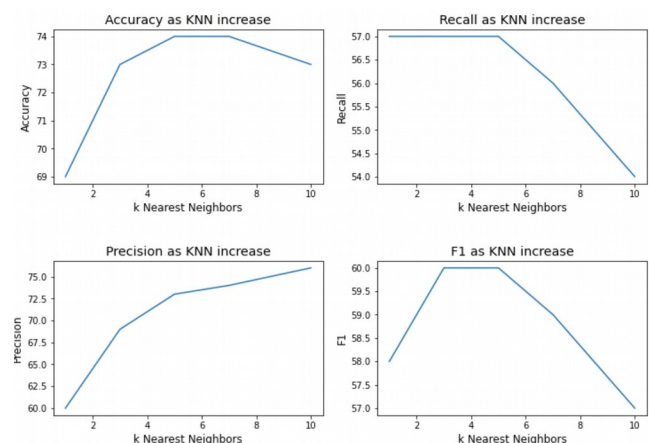 Accuracy as KNN increase
74
73
72
71
70
69
Accuracy
2 4 6 8 10
k Nearest Neighbors
Recall as KNN increase
57.0
56.5
56.0
55.5
55.0
54.5
54.0
Recall
2 4 6 8 10
k Nearest Neighbors
Precision as KNN increase
75.0
72.5
70.0
67.5
65.0
62.5
60.0
Precision
2 4 6 8 10
k Nearest Neighbors
F1 as KNN increase
60.0
59.5
59.0
58.5
58.0
57.5
57.0
F1
2 4 6 8 10
k Nearest Neighbors